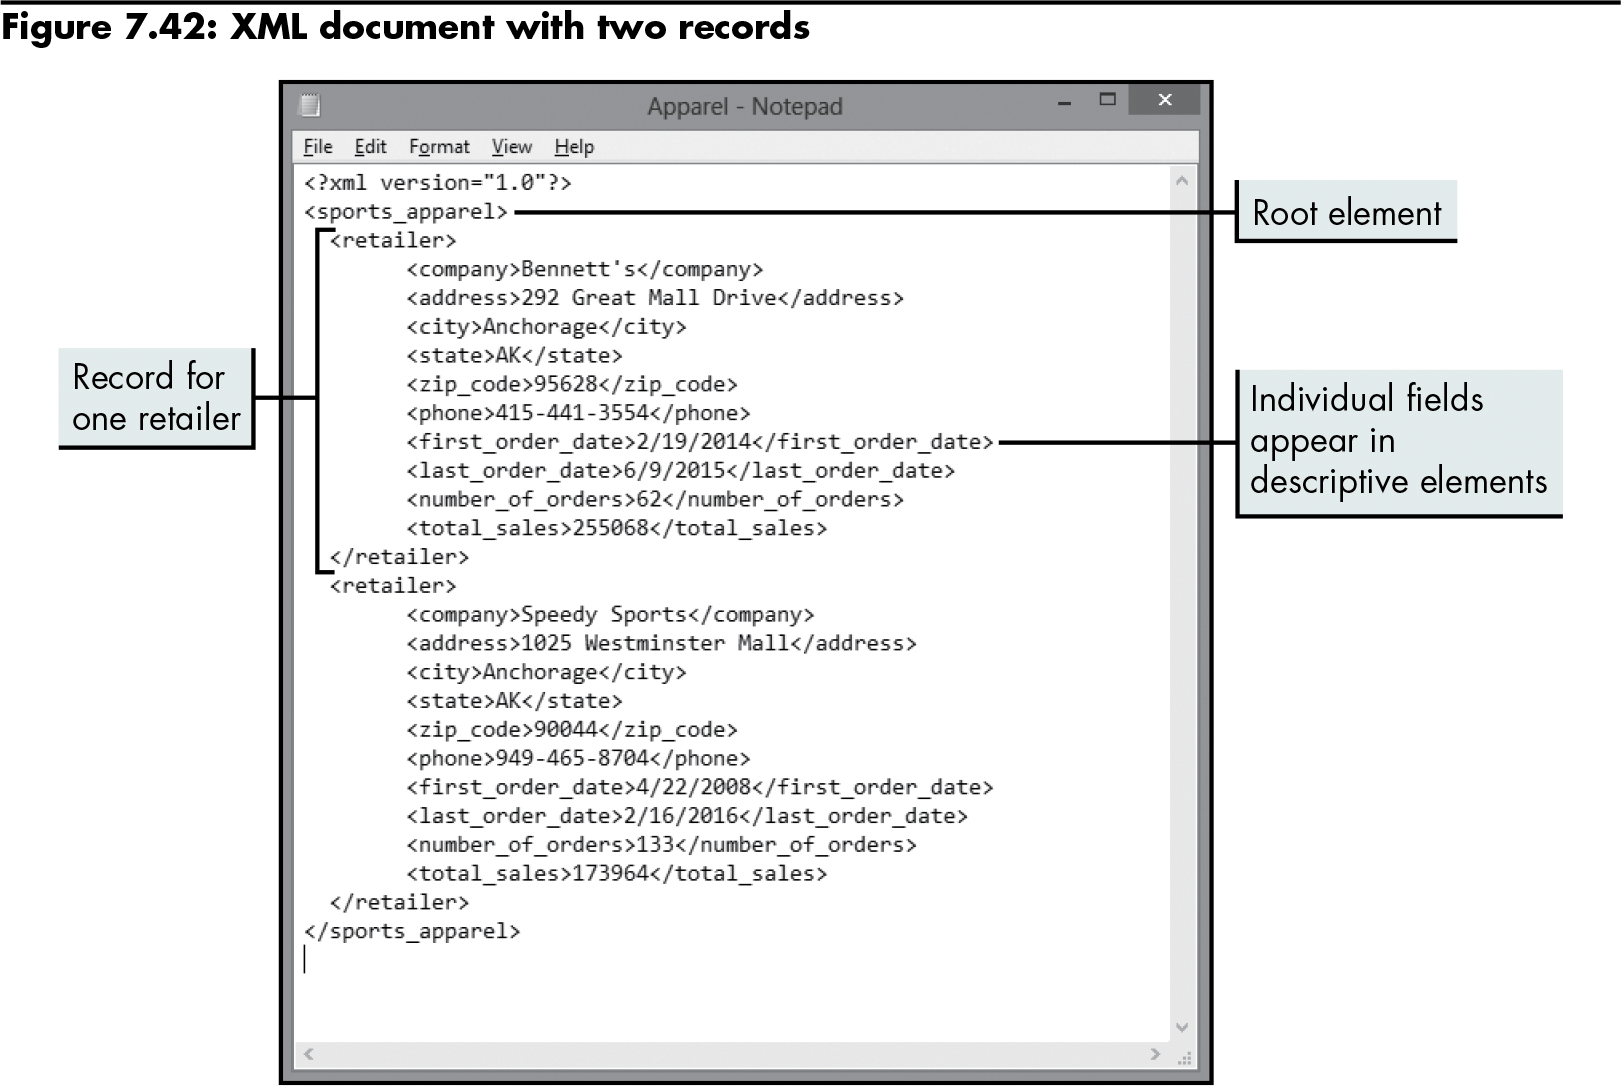 Figure 7.42: XML document with two records
Apparel - Notepad
File Edit Format View Help
<?xml version="1.0"?>
<sports_apparel>
<retailer>
<company>Bennett's</company>
<address>292 Great Mall Drive</address>
<city>Anchorage</city>
<state>AK</state>
<zip_code>95628</zip_code>
<phone>415-441-3554</phone>
<first_order_date>2/19/2014</first_order_date>
<last_order_date>6/9/2015</last_order_date>
<number_of_orders>62</number_of_orders>
<total_sales>255068</total_sales>
</retailer>
<retailer>
<company>Speedy Sports</company>
<address>1025 Westminster Mall</address>
<city>Anchorage</city>
<state>AK</state>
<zip_code>90044</zip_code>
<phone>949-465-8704</phone>
<first_order_date>4/22/2008</first_order_date>
<last_order_date>2/16/2016</last_order_date>
<number_of_orders>133</number_of_orders>
<total_sales>173964</total_sales>
</retailer>
</sports_apparel>
Root element
Record for
one retailer
Individual fields
appear in
descriptive elements